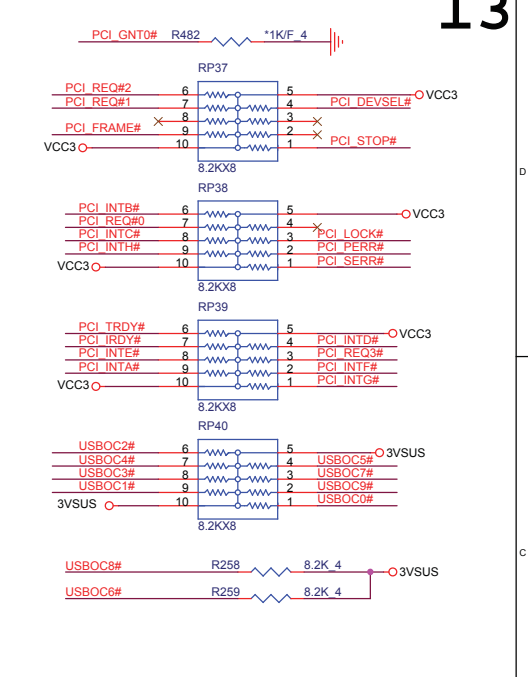 13
PCI_GNT0# R482 *1K/F_4
RP37
PCI_REQ#2 6 5 VCC3
PCI_REQ#1 7 4 PCI_DEVSEL#
8 3
PCI_FRAME# 9 2
VCC3 10 1 PCI_STOP#
8.2KX8
D
RP38
PCI_INTB# 6 5 VCC3
PCI_REQ#0 7 4
PCI_INTC# 8 3 PCI_LOCK#
PCI_INTH# 9 2 PCI_PERR#
VCC3 10 1 PCI_SERR#
8.2KX8
RP39
PCI_TRDY# 6 5 VCC3
PCI_IRDY# 7 4 PCI_INTD#
PCI_INTE# 8 3 PCI_REQ3#
PCI_INTA# 9 2 PCI_INTF#
VCC3 10 1 PCI_INTG#
8.2KX8
RP40
USBOC2# 6 5 3VSUS
USBOC4# 7 4 USBOC5#
USBOC3# 8 3 USBOC7#
USBOC1# 9 2 USBOC9#
3VSUS 10 1 USBOC0#
8.2KX8
C
USBOC8# R258 8.2K_4 3VSUS
USBOC6# R259 8.2K_4